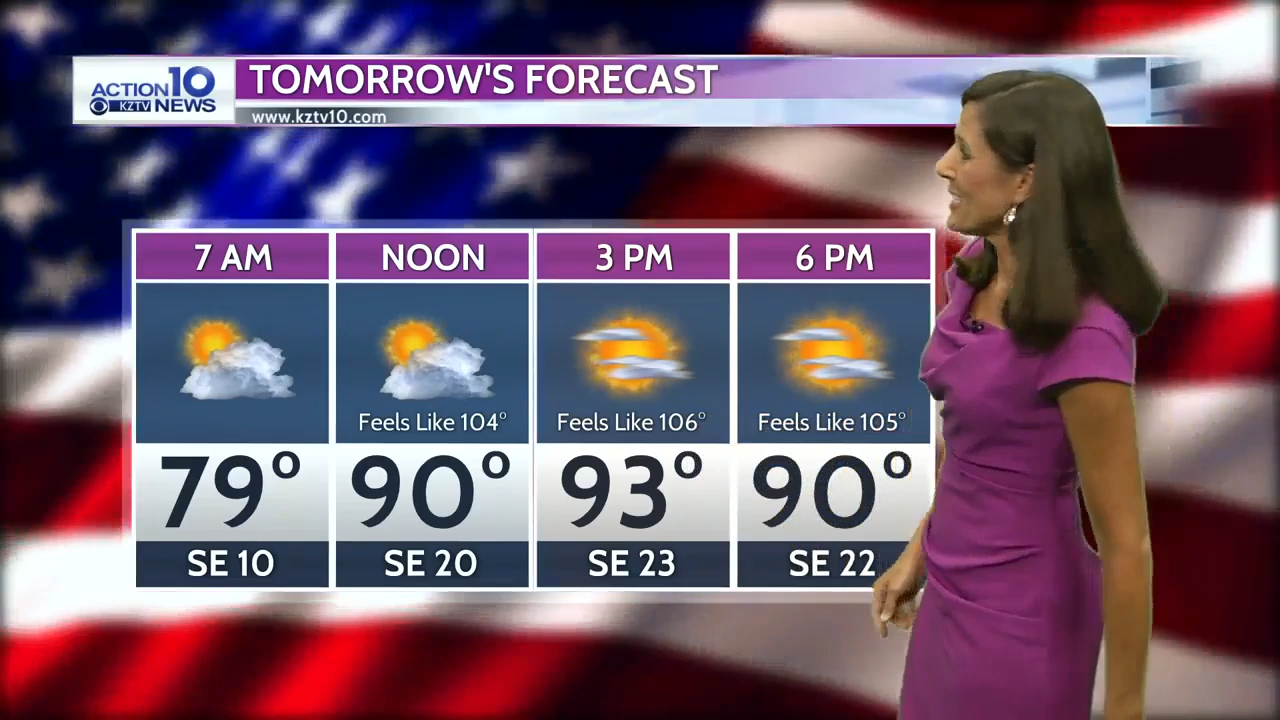 ACTION 10
KZTV NEWS
TOMORROW'S FORECAST
www.kztv10.com
7 AM
NOON
3 PM
6 PM
Feels Like 104°
Feels Like 106°
Feels Like 105°
79°
90°
93°
90°
SE 10
SE 20
SE 23
SE 22